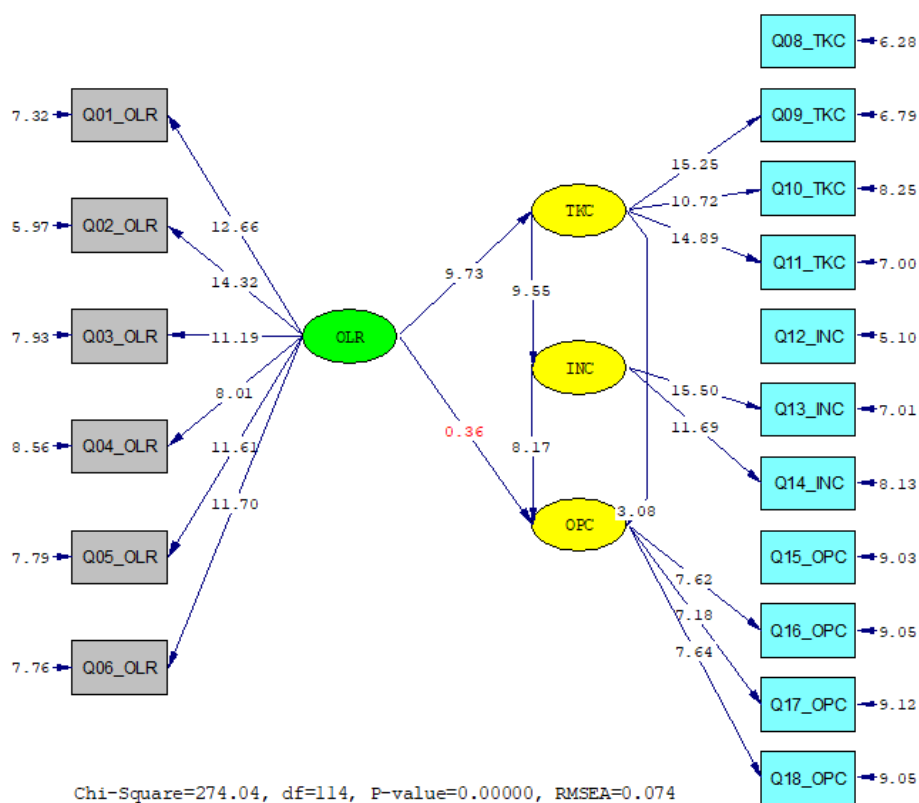 Q08_TKC 6.28
7.32 Q01_OLR
Q09_TKC 6.79
15.25
Q10_TKC 8.25
10.72
5.97 Q02_OLR
12.66
TKC
14.89
Q11_TKC 7.00
14.32
9.73
9.55
7.93 Q03_OLR
11.19
OLR
Q12_INC 5.10
INC
15.50
8.01
Q13_INC 7.01
11.69
0.36
8.17
8.56 Q04_OLR
11.61
Q14_INC 8.13
11.70
3.08
OPC
7.79 Q05_OLR
Q15_OPC 9.03
7.62
7.18
Q16_OPC 9.05
7.64
7.76 Q06_OLR
Q17_OPC 9.12
Q18_OPC 9.05
Chi-Square=274.04, df=114, P-value=0.00000, RMSEA=0.074